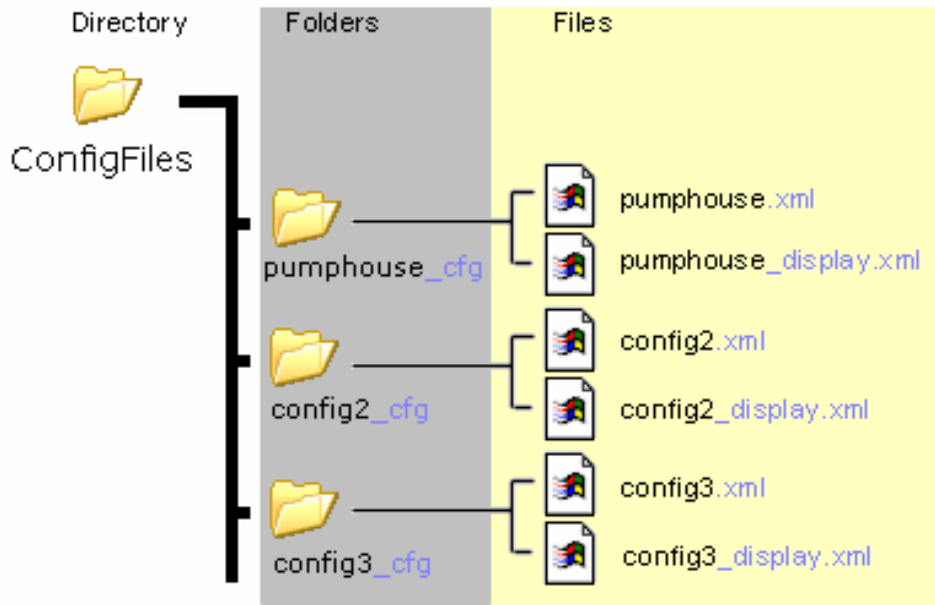 Directory
Folders
Files
ConfigFiles
pumphouse_cfg
pumphouse.xml
pumphouse_display.xml
config2_cfg
config2.xml
config2_display.xml
config3_cfg
config3.xml
config3_display.xml